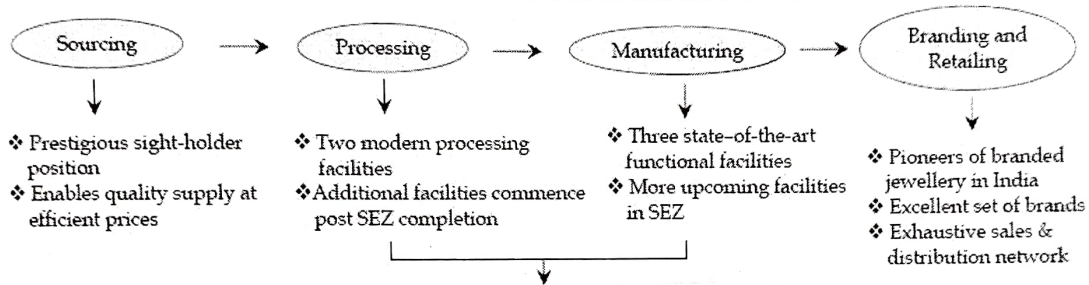 Sourcing
Processing
Manufacturing
Branding and
Retailing
❖ Prestigious sight-holder
position
❖ Enables quality supply at
efficient prices
❖ Two modern processing
facilities
❖ Additional facilities commence
post SEZ completion
❖ Three state–of-the-art
functional facilities
❖ More upcoming facilities
in SEZ
❖ Pioneers of branded
jewellery in India
❖ Excellent set of brands
❖ Exhaustive sales &
distribution network